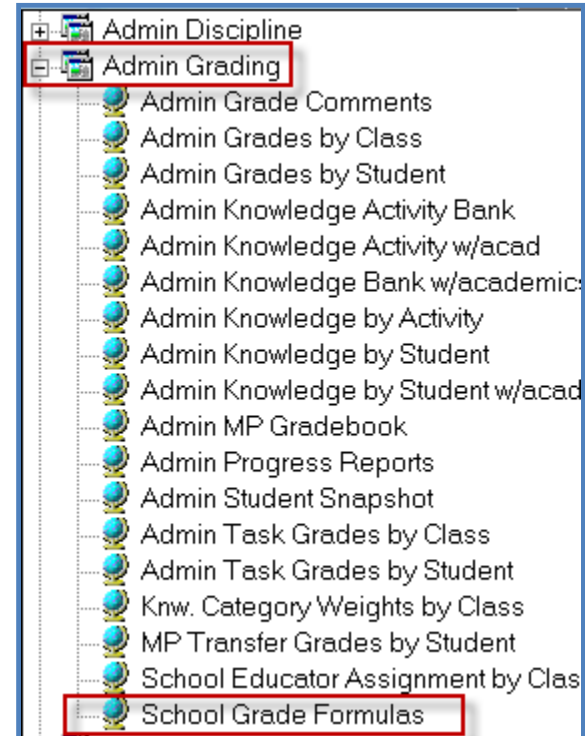 Admin Discipline
Admin Grading
Admin Grade Comments
Admin Grades by Class
Admin Grades by Student
Admin Knowledge Activity Bank
Admin Knowledge Activity w/acad
Admin Knowledge Bank w/academics
Admin Knowledge by Activity
Admin Knowledge by Student
Admin Knowledge by Student w/acad
Admin MP Gradebook
Admin Progress Reports
Admin Student Snapshot
Admin Task Grades by Class
Admin Task Grades by Student
Knw. Category Weights by Class
MP Transfer Grades by Student
School Educator Assignment by Clas
School Grade Formulas